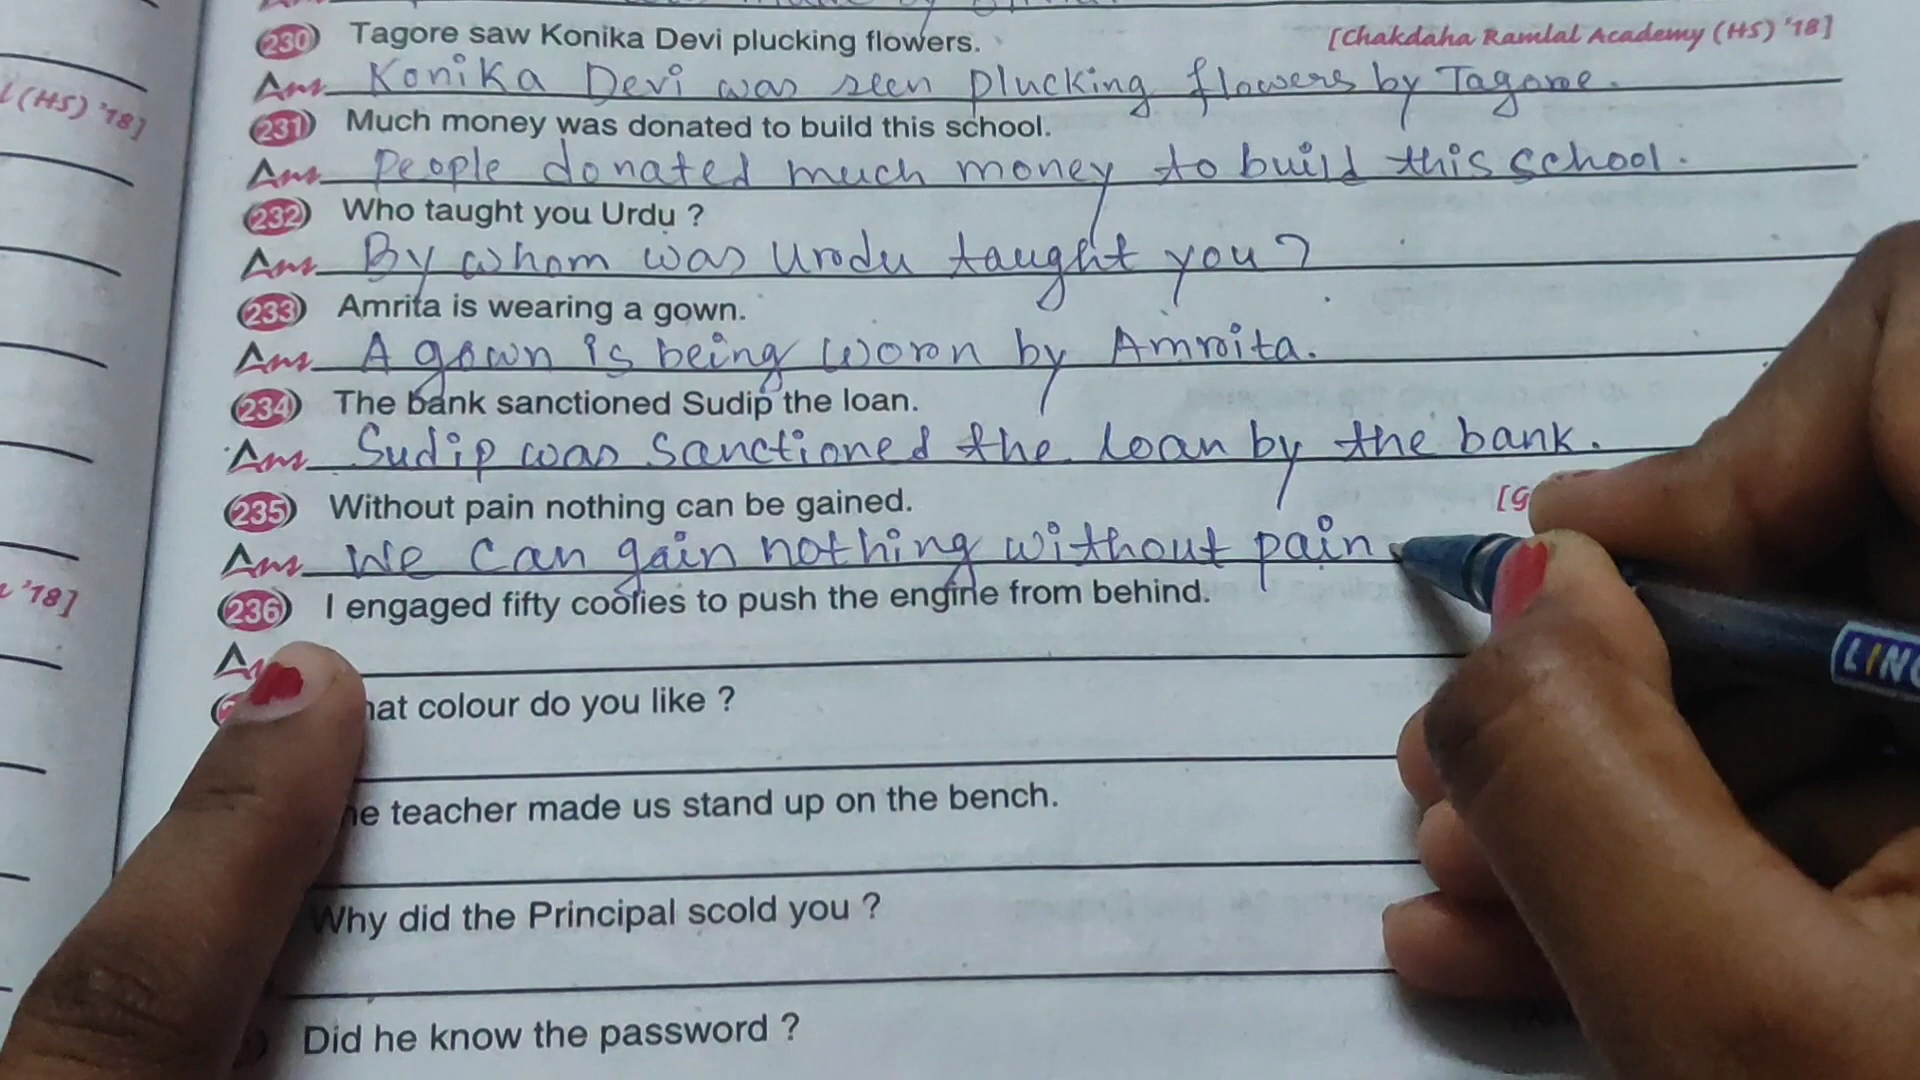 (230) Tagore saw Konika Devi plucking flowers. [Chakdaha Ramlal Academy (HS) '18]
Ans Konika Devi was seen plucking flowers by Tagore.
(HS) '18]
(231) Much money was donated to build this school.
Ans People donated much money to build this school.
(232) Who taught you Urdu ?
Ans By whom was Urdu taught you?
(233) Amrita is wearing a gown.
Ans A gown is being worn by Amrita.
(234) The bank sanctioned Sudip the loan.
Ans Sudip was sanctioned the loan by the bank.
(235) Without pain nothing can be gained.
Ans We can gain nothing without pain
'18]
(236) I engaged fifty coolies to push the engine from behind.
colour do you like ?
teacher made us stand up on the bench.
Why did the Principal scold you ?
Did he know the password ?